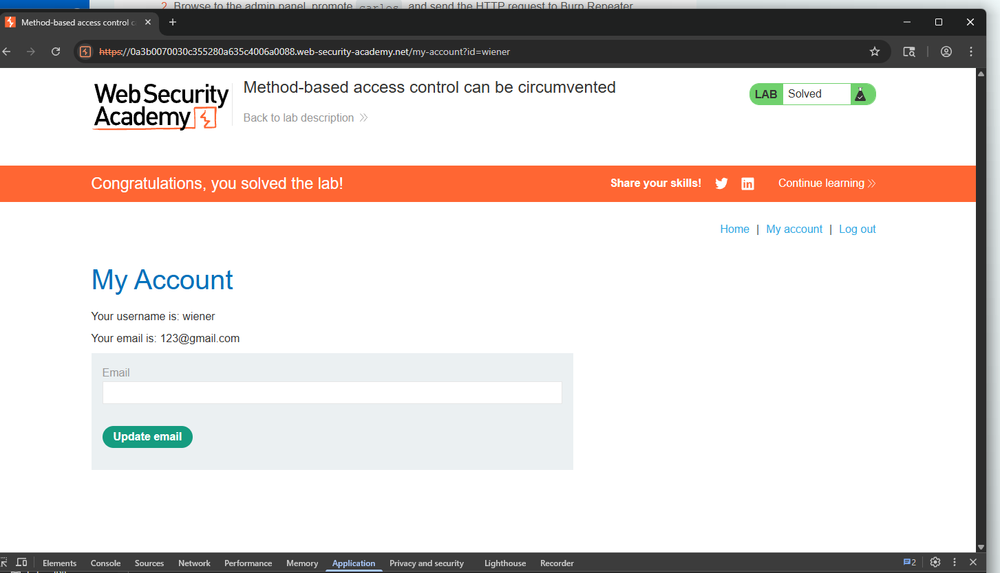 2. Browse to the admin panel, promote carlos, and send the HTTP request to Burp Repeater.
Method-based access control c
https://0a3b0070030c355280a635c4006a0088.web-security-academy.net/my-account?id=wiener
Web Security
Academy
Method-based access control can be circumvented
Back to lab description
LAB Solved
Congratulations, you solved the lab!
Share your skills!
in
Continue learning
Home | My account | Log out
My Account
Your username is: wiener
Your email is: 123@gmail.com
Email
Update email
Elements Console Sources Network Performance Memory Application Privacy and security Lighthouse Recorder 2